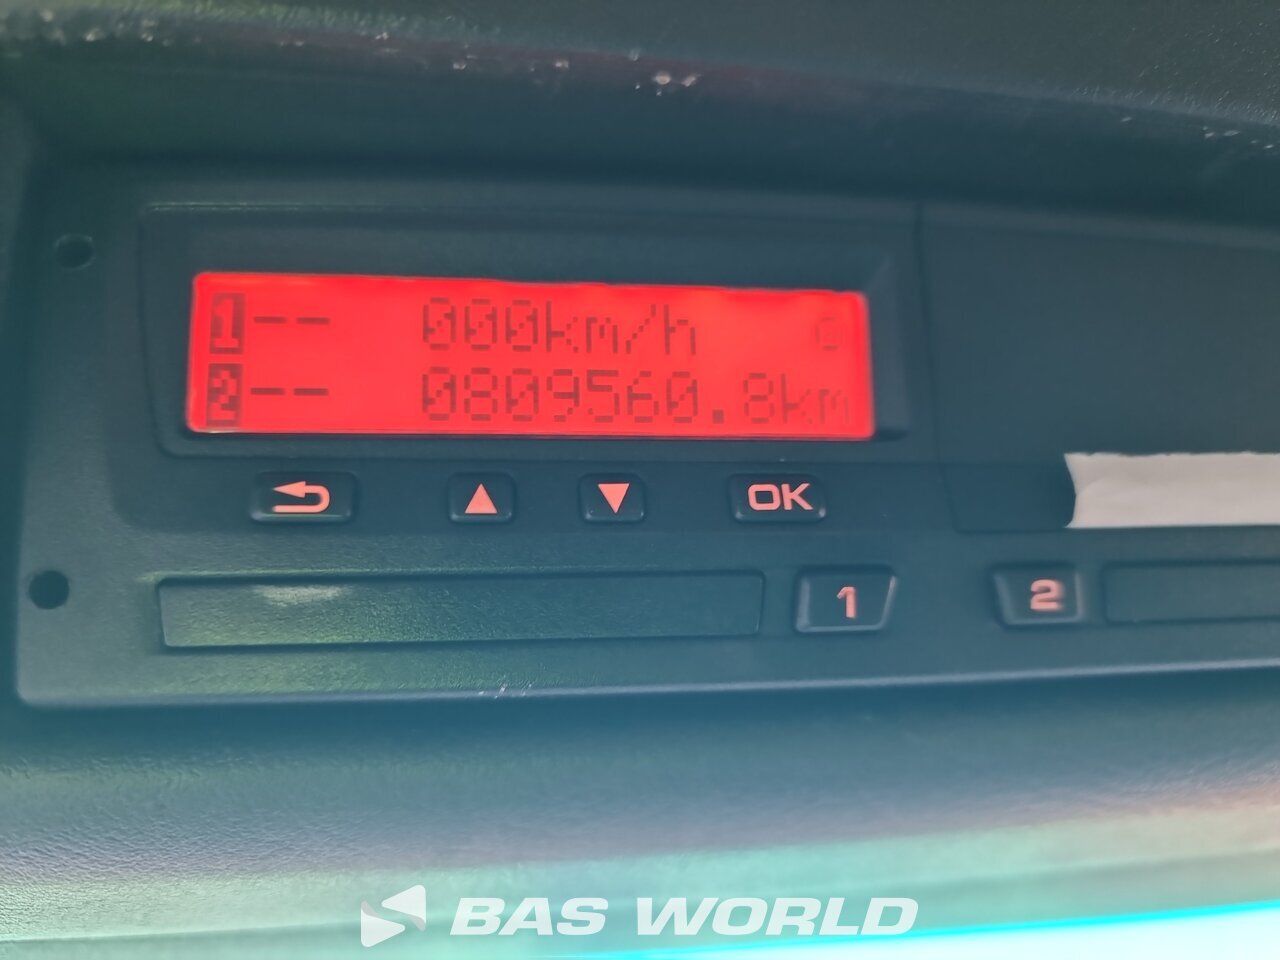 1 -- 000km/h c
2 -- 0809560.8km
OK
1 2
BAS WORLD